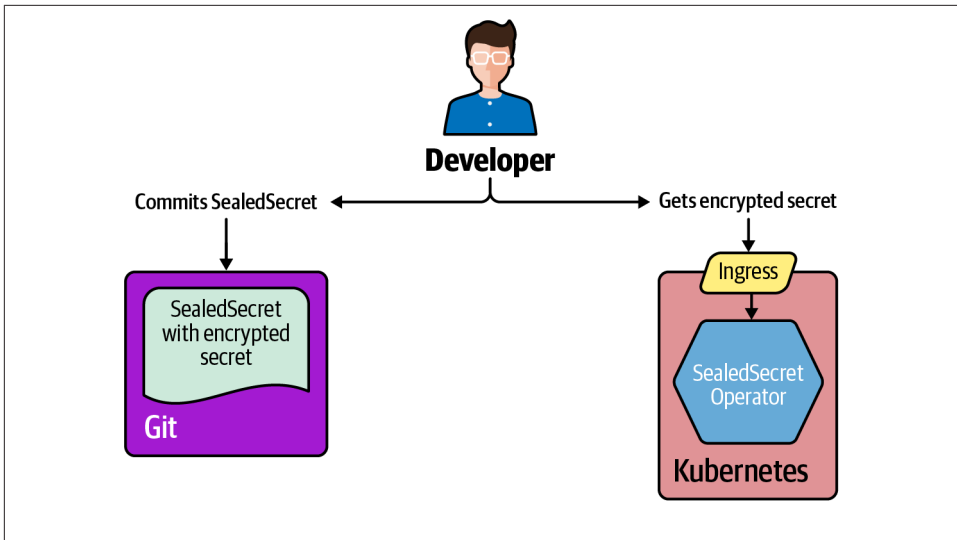 Developer
Commits SealedSecret
Gets encrypted secret
Ingress
SealedSecret
with encrypted
secret
SealedSecret
Operator
Git
Kubernetes